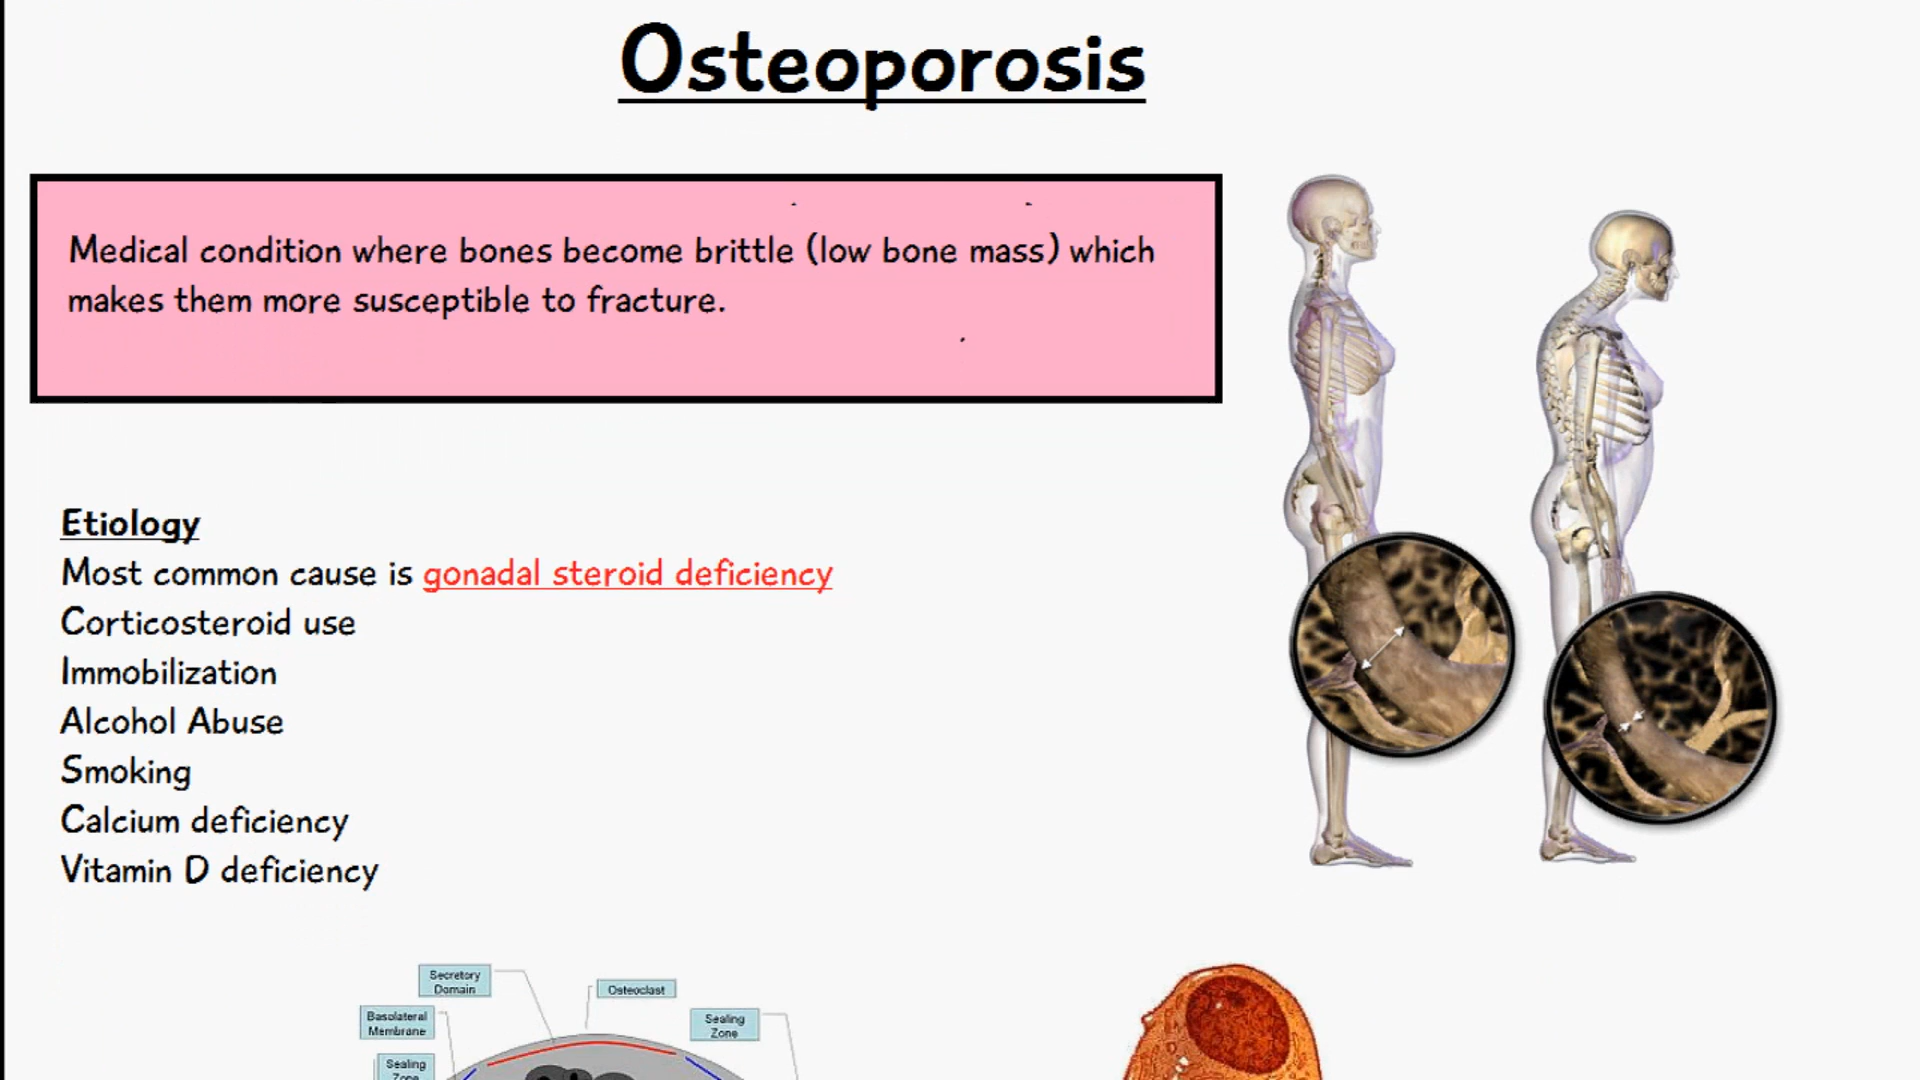 Osteoporosis
Medical condition where bones become brittle (low bone mass) which
makes them more susceptible to fracture.
Etiology
Most common cause is gonadal steroid deficiency
Corticosteroid use
Immobilization
Alcohol Abuse
Smoking
Calcium deficiency
Vitamin D deficiency
Secretory
Domain
Osteoclast
Basolateral
Membrane
Sealing
Zone
Sealing
Zone